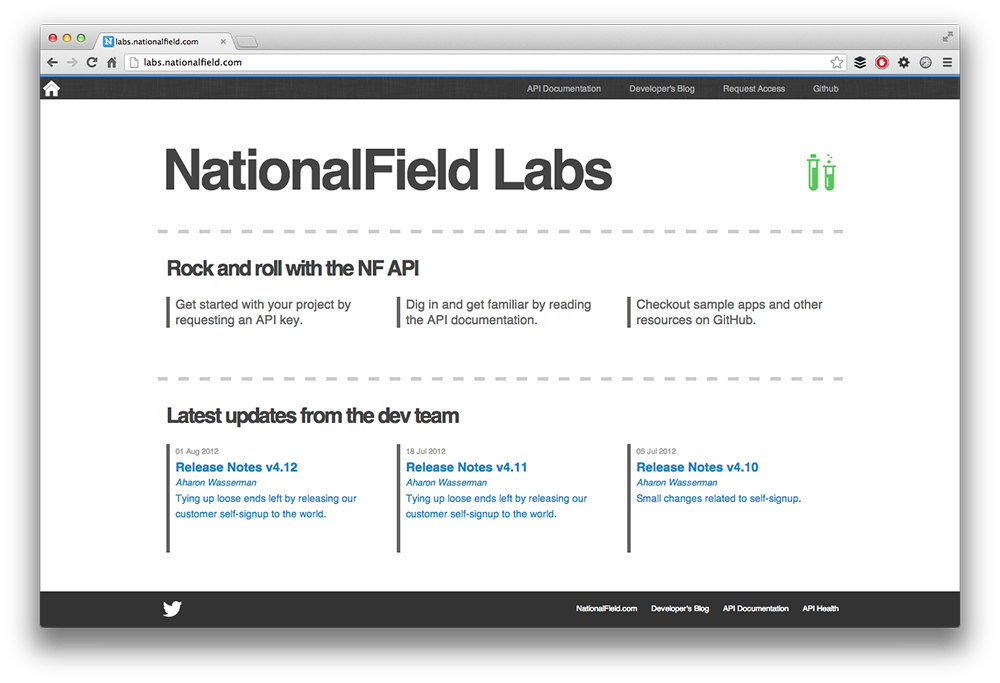 labs.nationalfield.com
labs.nationalfield.com
API Documentation Developer's Blog Request Access Github
NationalField Labs
Rock and roll with the NF API
Get started with your project by
requesting an API key.
Dig in and get familiar by reading
the API documentation.
Checkout sample apps and other
resources on GitHub.
Latest updates from the dev team
01 Aug 2012
Release Notes v4.12
Aharon Wasserman
Tying up loose ends left by releasing our
customer self-signup to the world.
18 Jul 2012
Release Notes v4.11
Aharon Wasserman
Tying up loose ends left by releasing our
customer self-signup to the world.
05 Jul 2012
Release Notes v4.10
Aharon Wasserman
Small changes related to self-signup.
NationalField.com Developer's Blog API Documentation API Health